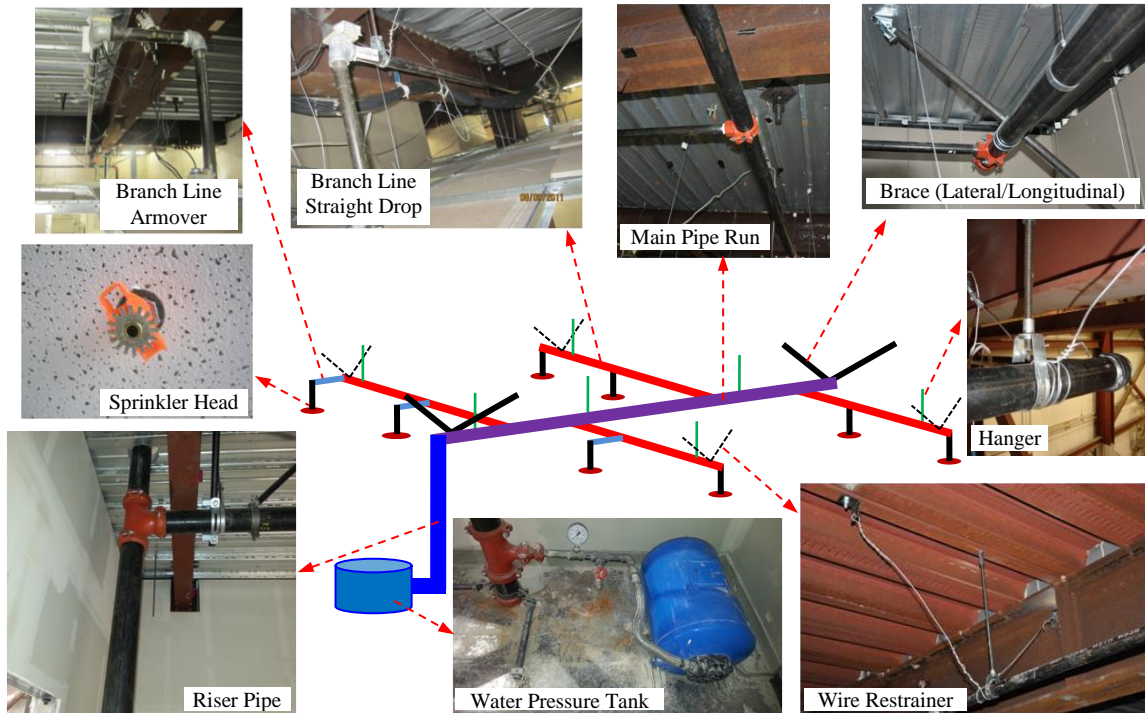 Branch Line
Armover
Branch Line
Straight Drop
Main Pipe Run
Brace (Lateral/Longitudinal)
Sprinkler Head
Hanger
Riser Pipe
Water Pressure Tank
Wire Restrainer